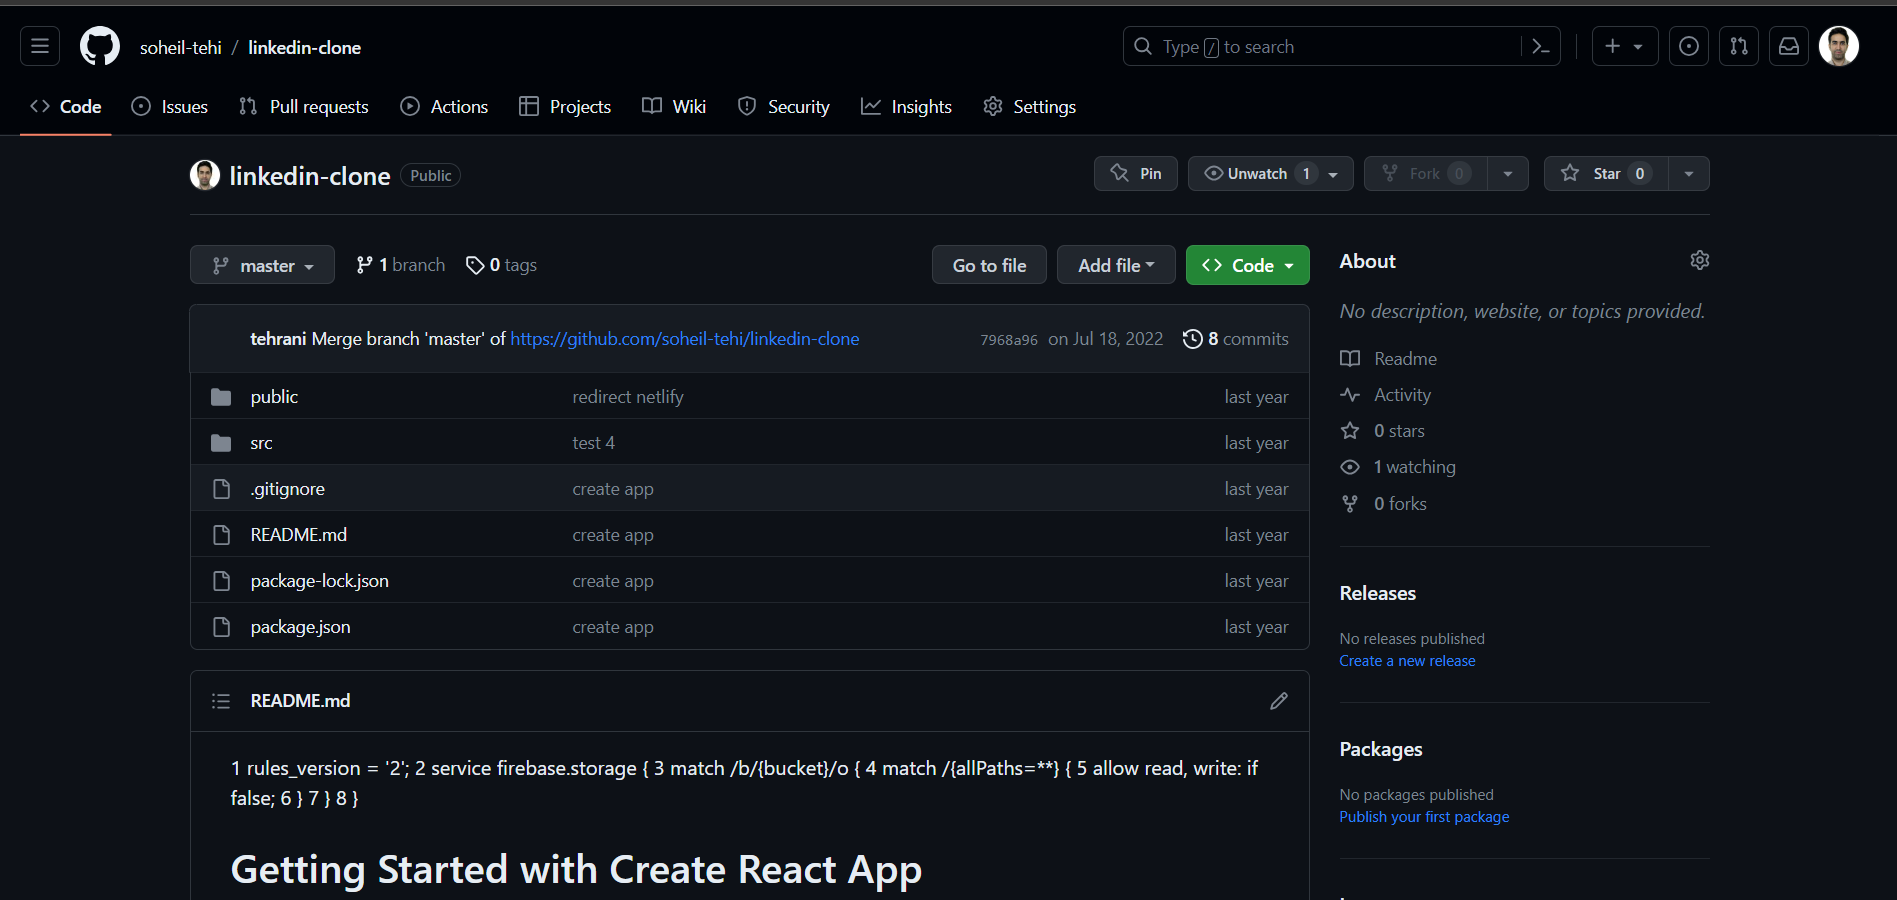 soheil-tehi / linkedin-clone
Type / to search
Code Issues Pull requests Actions Projects Wiki Security Insights Settings
linkedin-clone Public
Pin Unwatch 1 Fork 0 Star 0
master 1 branch 0 tags Go to file Add file Code
tehrani Merge branch 'master' of https://github.com/soheil-tehi/linkedin-clone 7968a96 on Jul 18, 2022 8 commits
public redirect netlify last year
src test 4 last year
.gitignore create app last year
README.md create app last year
package-lock.json create app last year
package.json create app last year
README.md
1 rules_version = '2'; 2 service firebase.storage { 3 match /b/{bucket}/o { 4 match /{allPaths=**} { 5 allow read, write: if
false; 6 } 7 } 8 }
Getting Started with Create React App
About
No description, website, or topics provided.
Readme
Activity
0 stars
1 watching
0 forks
Releases
No releases published
Create a new release
Packages
No packages published
Publish your first package